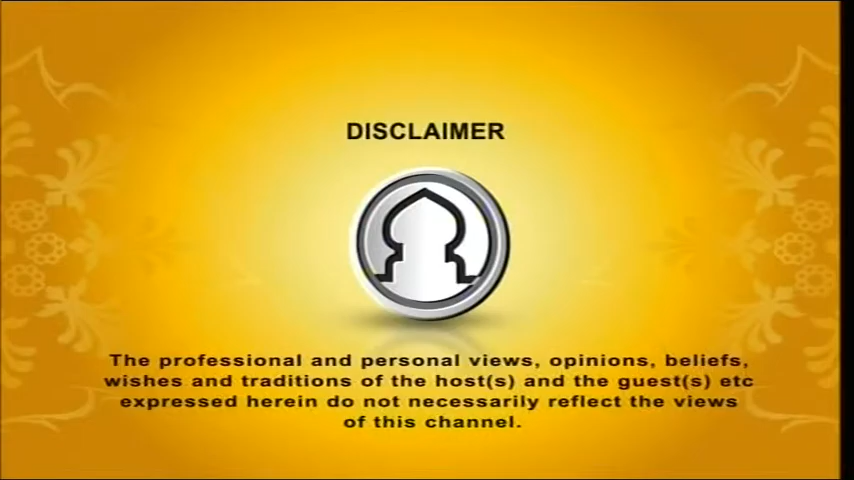 DISCLAIMER
The professional and personal views, opinions, beliefs,
wishes and traditions of the host(s) and the guest(s) etc
expressed herein do not necessarily reflect the views
of this channel.